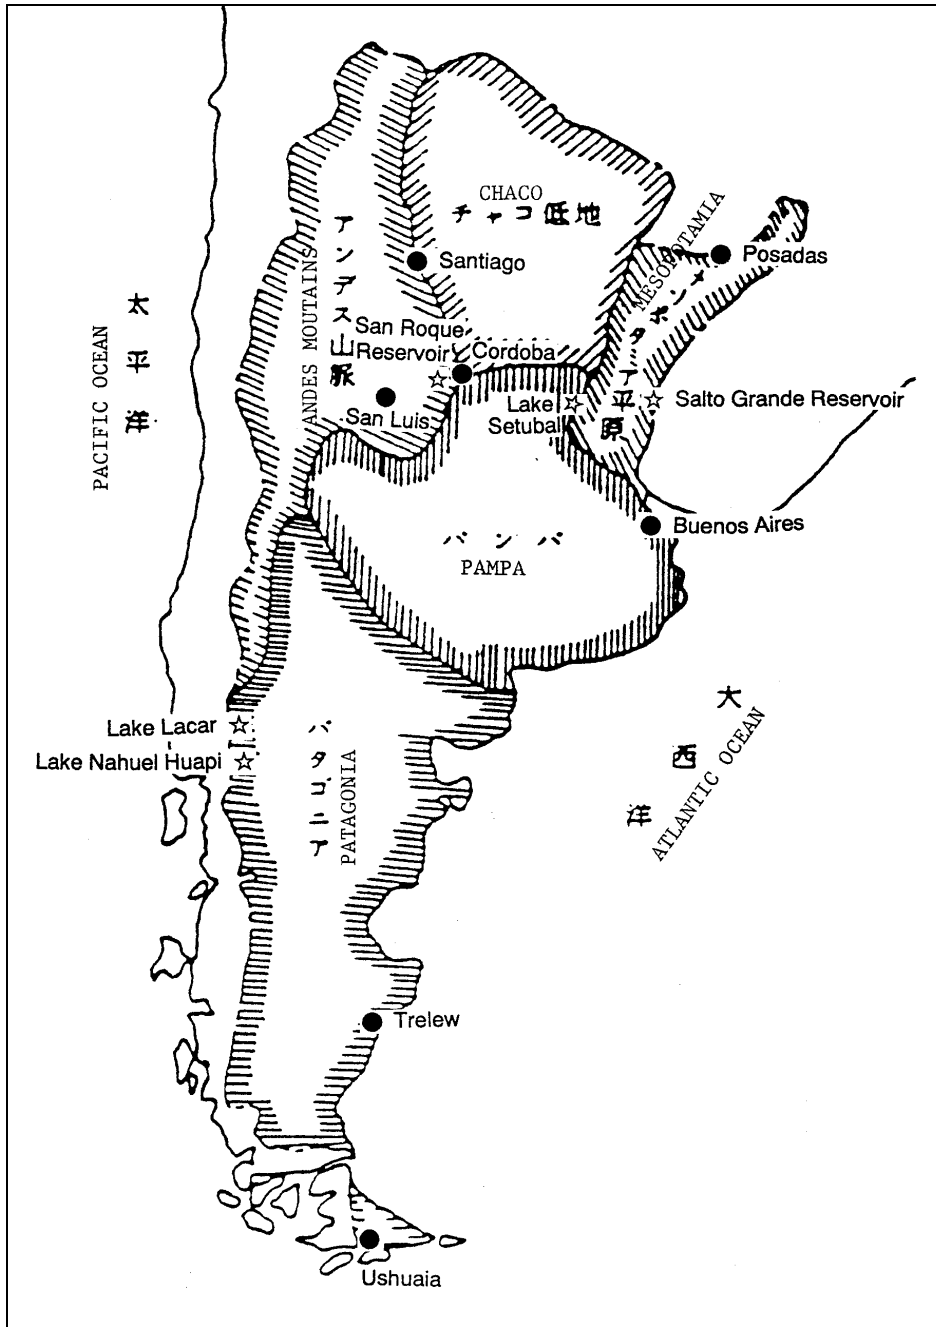 CHACO
チャコ低地
MESOPOTAMIA
メソポタミア平原
Posadas
Santiago
アンデス山脈
ANDES MOUTAINS
太平洋
PACIFIC OCEAN
San Roque
Reservoir
Cordoba
San Luis
Lake
Setubal
Salto Grande Reservoir
Buenos Aires
パンパ
PAMPA
大西洋
ATLANTIC OCEAN
Lake Lacar
Lake Nahuel Huapi
パタゴニア
PATAGONIA
Trelew
Ushuaia